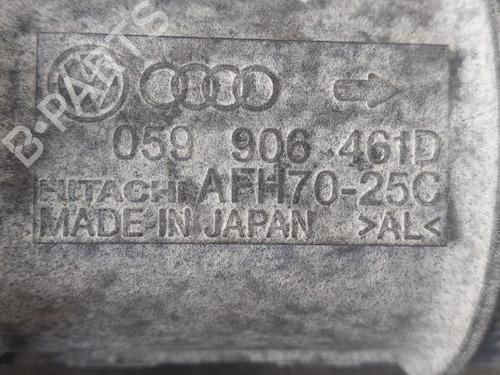 B-PARTS
059 906 461D
HITACHI AFH70-25C
MADE IN JAPAN >AL<